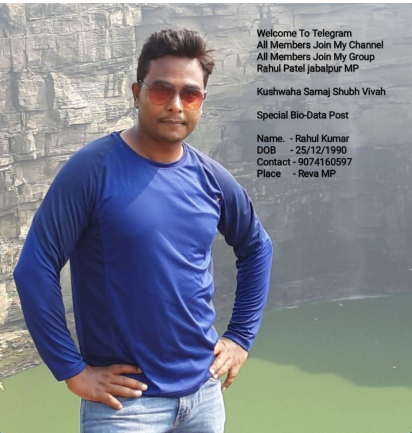 Welcome To Telegram
All Members Join My Channel
All Members Join My Group
Rahul Patel jabalpur MP
Kushwaha Samaj Shubh Vivah
Special Bio-Data Post
Name. - Rahul Kumar
DOB - 25/12/1990
Contact - 9074160597
Place - Reva MP